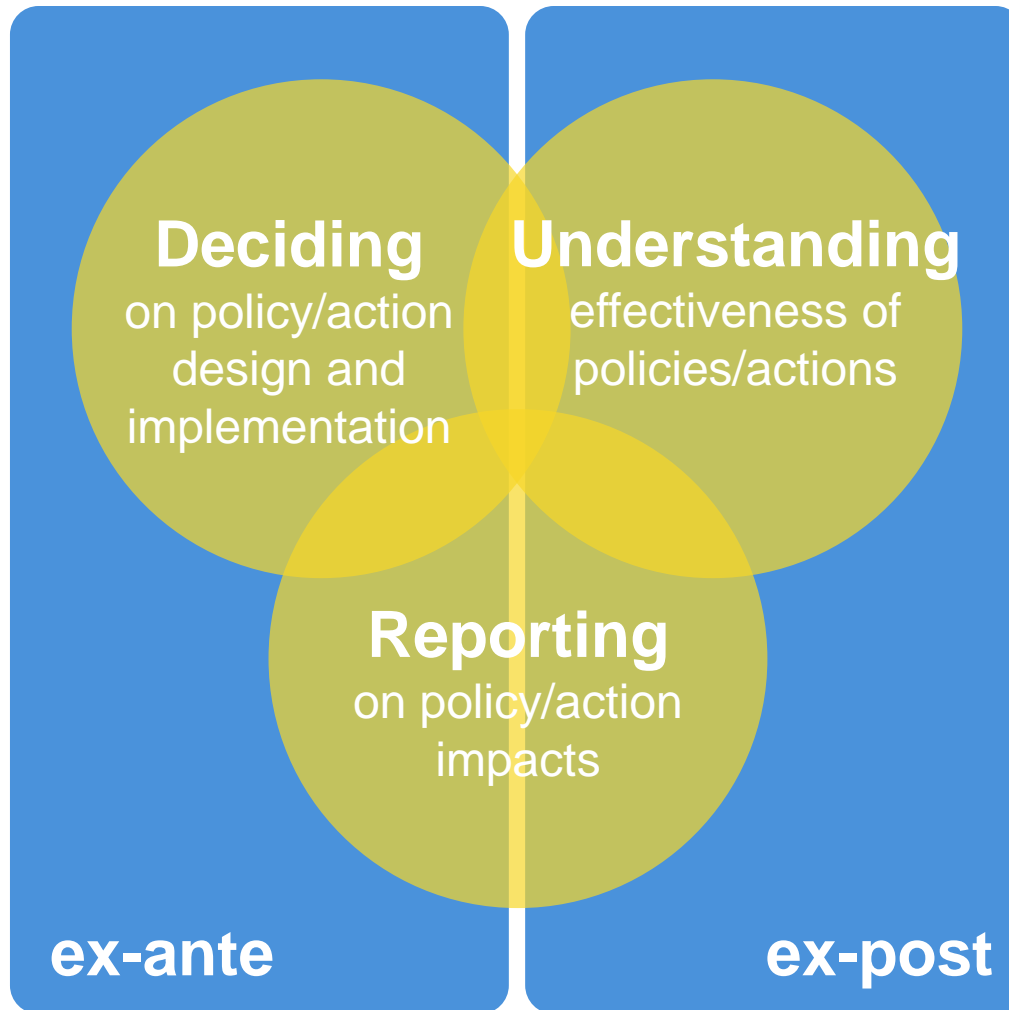 Deciding
on policy/action
design and
implementation
Understanding
effectiveness of
policies/actions
Reporting
on policy/action
impacts
ex-ante
ex-post